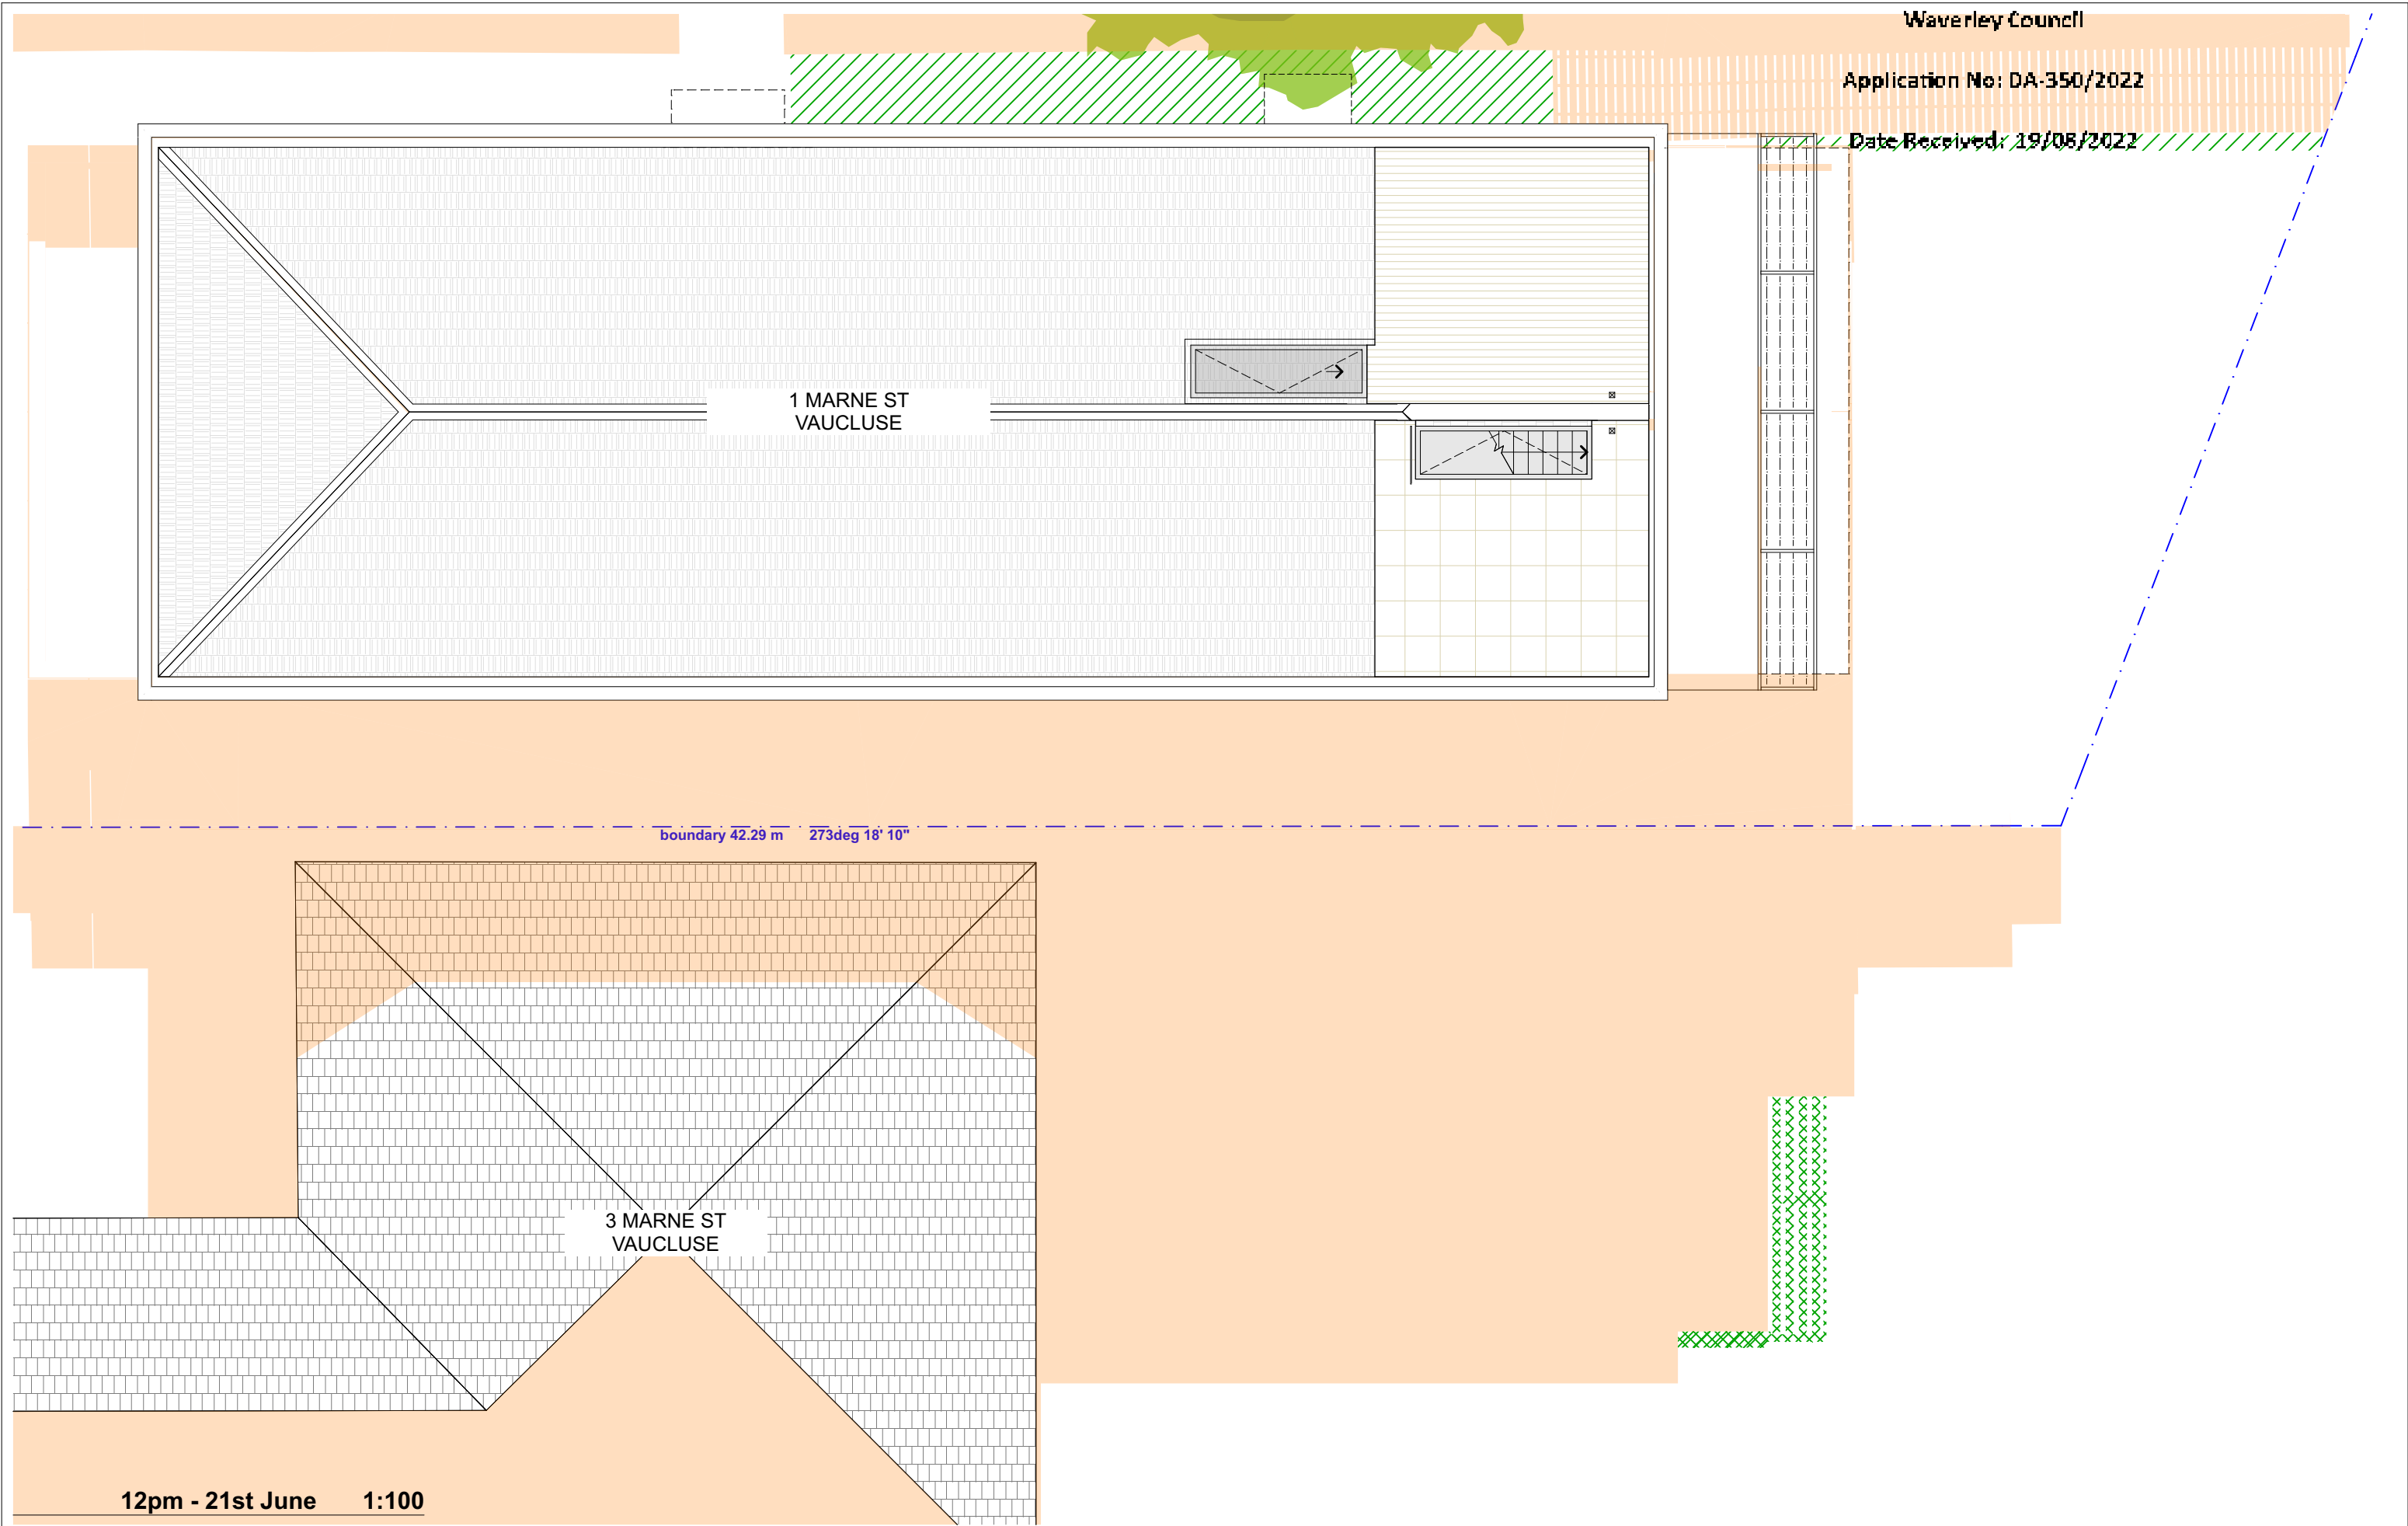 Waverley Council
Application No: DA-350/2022
Date Received: 19/08/2022
1 MARNE ST
VAUCLUSE
boundary 42.29 m 273deg 18' 10"
3 MARNE ST
VAUCLUSE
12pm - 21st June 1:100